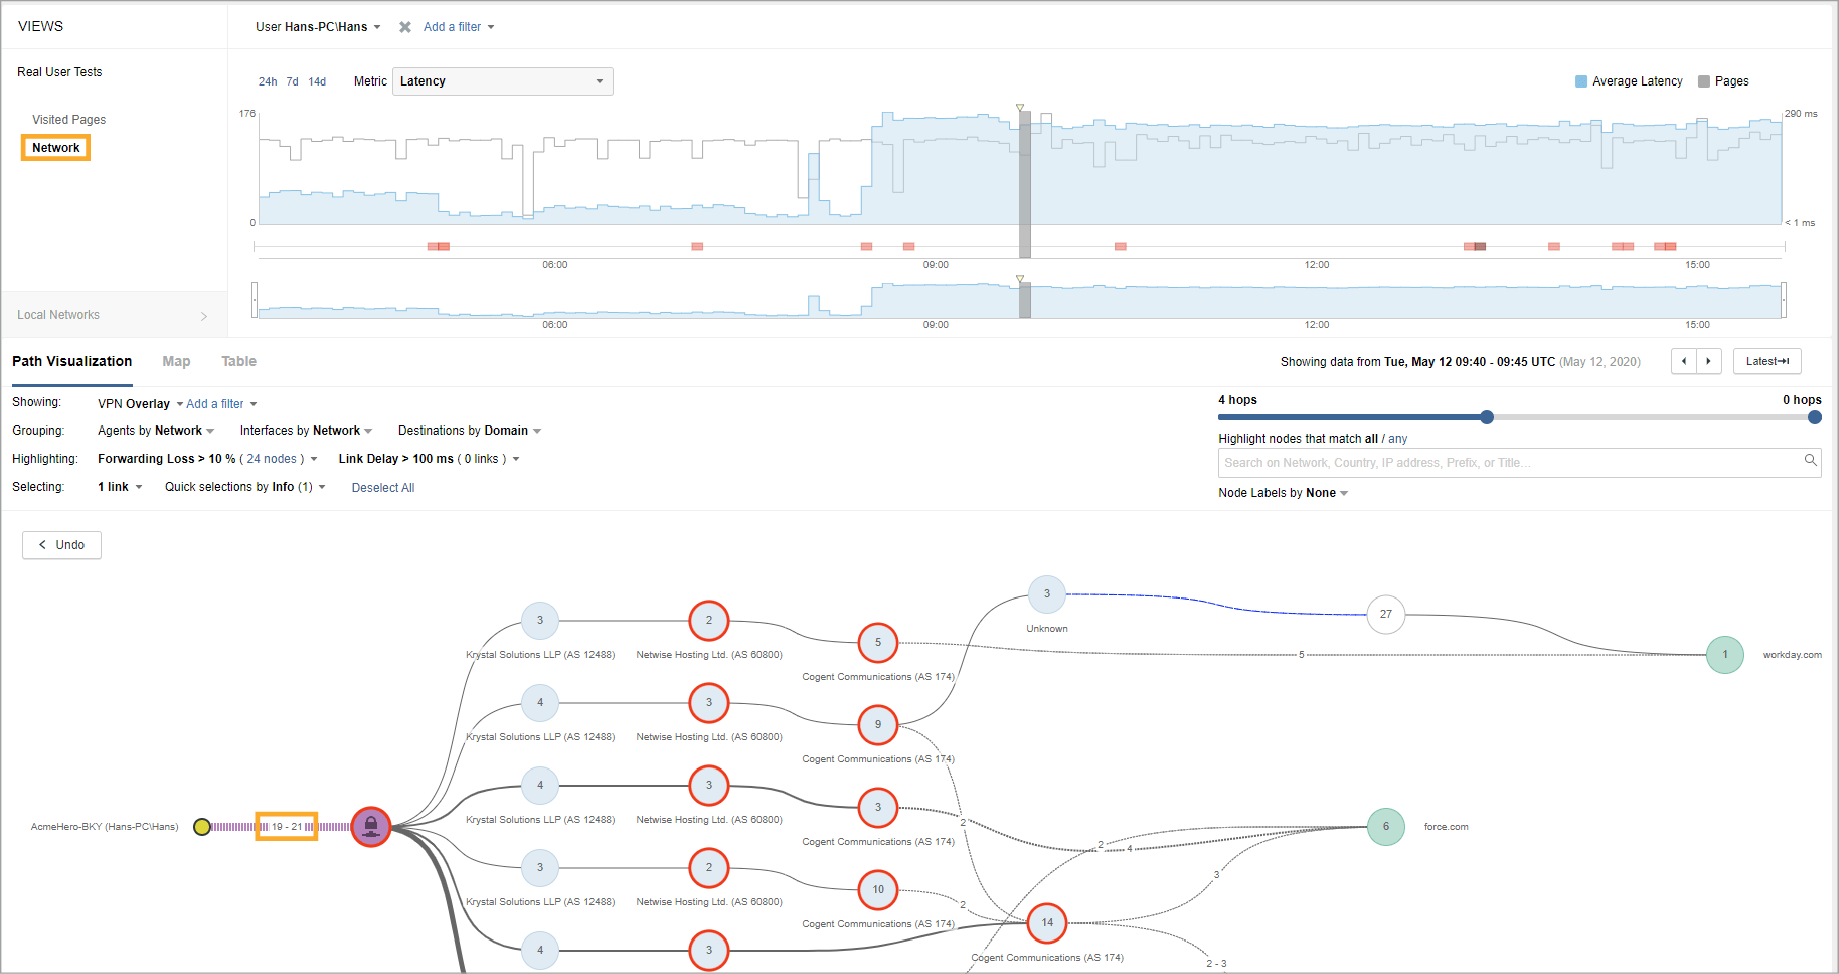 VIEWS
User Hans-PC\Hans
Add a filter
Real User Tests
Visited Pages
Network
Local Networks
24h 7d 14d
Metric Latency
Average Latency Pages
176
290 ms
0
< 1 ms
06:00 09:00 12:00 15:00
06:00 09:00 12:00 15:00
Path Visualization Map Table
Showing data from Tue, May 12 09:40 - 09:45 UTC (May 12, 2020)
Latest
Showing: VPN Overlay Add a filter
Grouping: Agents by Network Interfaces by Network Destinations by Domain
Highlighting: Forwarding Loss > 10 % ( 24 nodes ) Link Delay > 100 ms ( 0 links )
Selecting: 1 link Quick selections by Info (1) Deselect All
4 hops 0 hops
Highlight nodes that match all / any
Search on Network, Country, IP address, Prefix, or Title...
Node Labels by None
Undo
3
Unknown
27
3
Krystal Solutions LLP (AS 12488)
2
Netwise Hosting Ltd. (AS 60800)
5
Cogent Communications (AS 174)
5
1
workday.com
4
Krystal Solutions LLP (AS 12488)
3
Netwise Hosting Ltd. (AS 60800)
9
Cogent Communications (AS 174)
4
Krystal Solutions LLP (AS 12488)
3
Netwise Hosting Ltd. (AS 60800)
3
Cogent Communications (AS 174)
2
AcmeHero-BKY (Hans-PC\Hans)
19 - 21
2
4
6
force.com
3
Krystal Solutions LLP (AS 12488)
2
Netwise Hosting Ltd. (AS 60800)
10
Cogent Communications (AS 174)
2
3
14
Cogent Communications (AS 174)
4
3
2 - 3